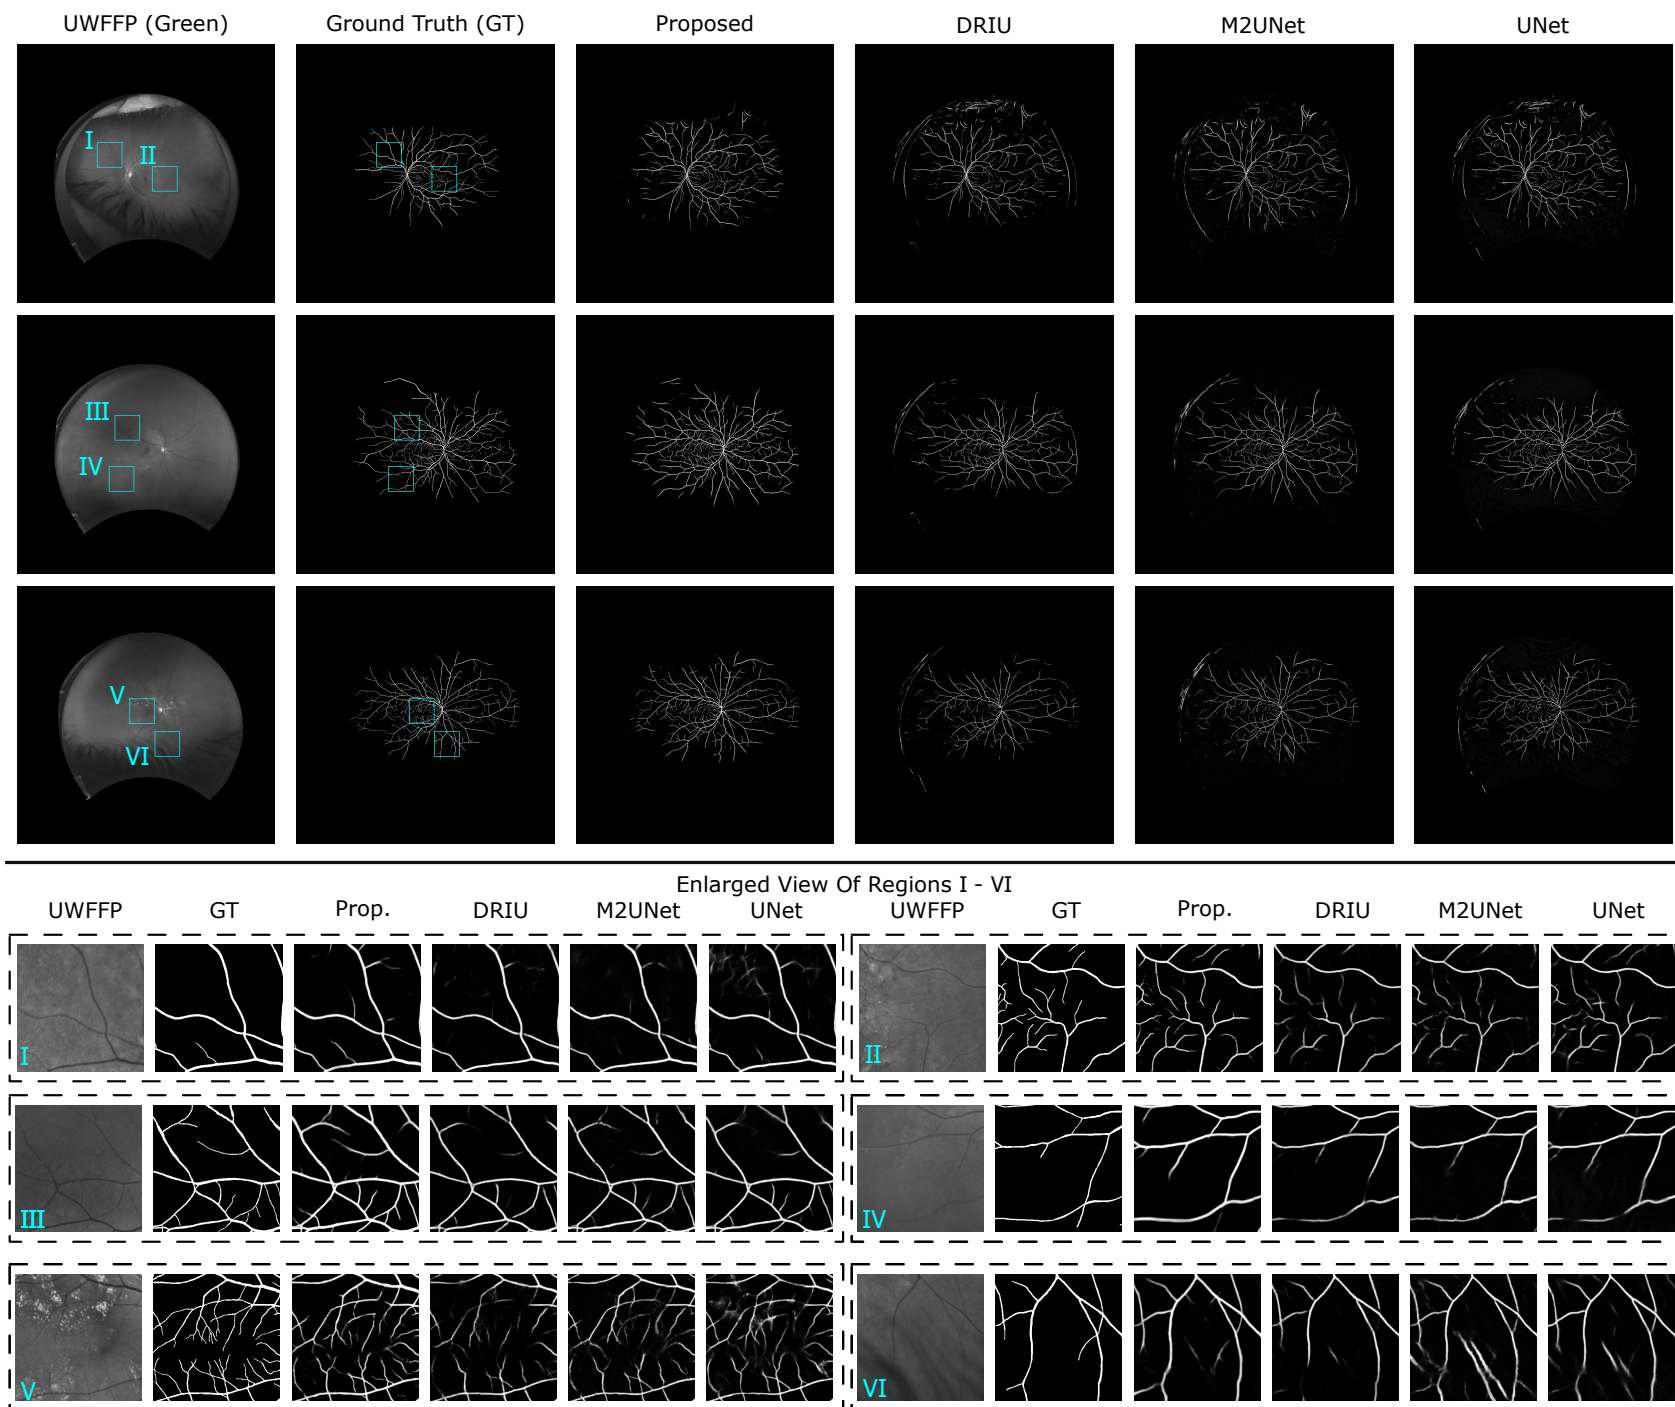 UWFFP (Green) Ground Truth (GT) Proposed DRIU M2UNet UNet
I
II
III
IV
V
VI
Enlarged View Of Regions I - VI
UWFFP GT Prop. DRIU M2UNet UNet UWFFP GT Prop. DRIU M2UNet UNet
I II
III IV
V VI